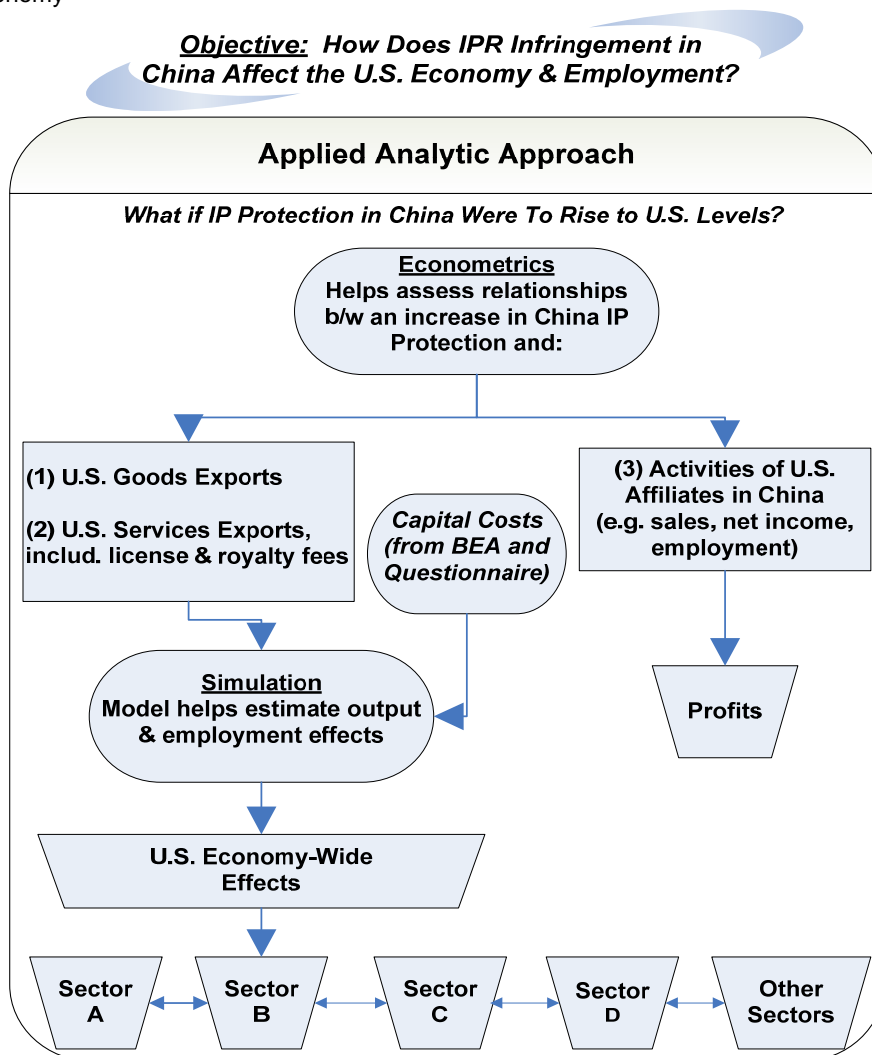 Objective: How Does IPR Infringement in
China Affect the U.S. Economy & Employment?
Applied Analytic Approach
What if IP Protection in China Were To Rise to U.S. Levels?
Econometrics
Helps assess relationships
b/w an increase in China IP
Protection and:
(1) U.S. Goods Exports
(2) U.S. Services Exports,
includ. license & royalty fees
Capital Costs
(from BEA and
Questionnaire)
(3) Activities of U.S.
Affiliates in China
(e.g. sales, net income,
employment)
Simulation
Model helps estimate output
& employment effects
Profits
U.S. Economy-Wide
Effects
Sector
A
Sector
B
Sector
C
Sector
D
Other
Sectors